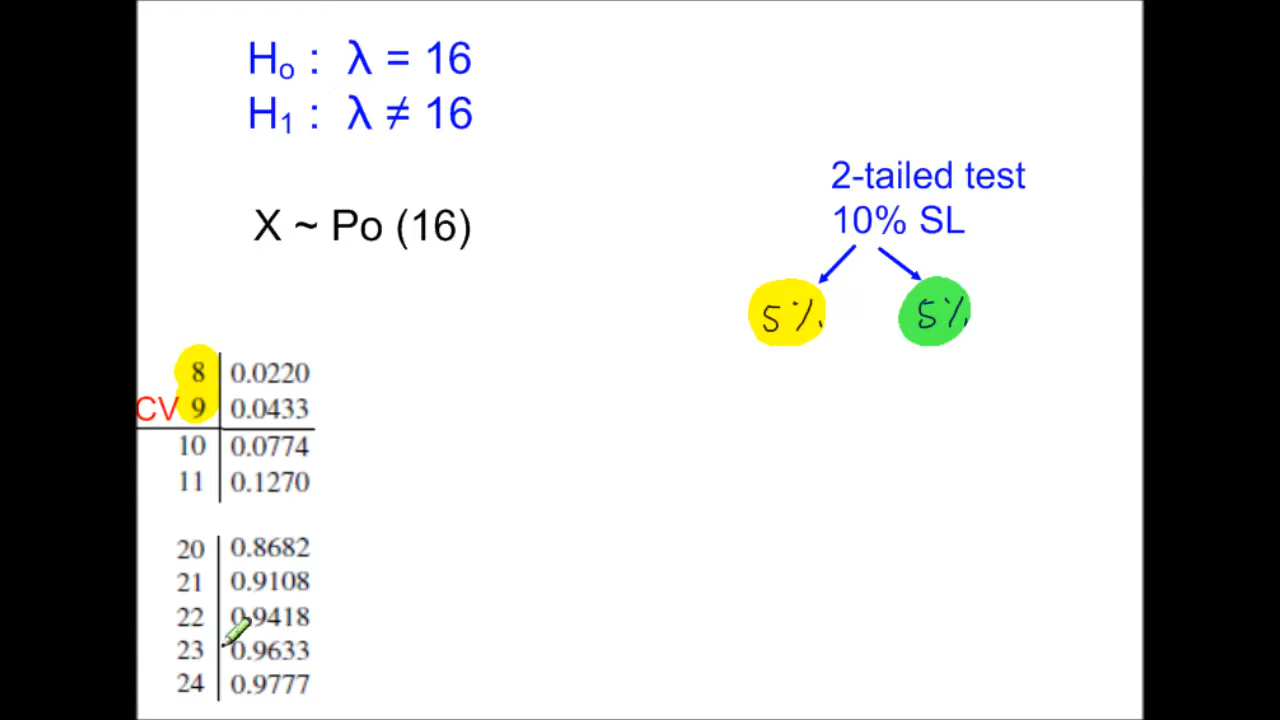 Ho : λ = 16
H1 : λ ≠ 16
2-tailed test
10% SL
X ~ Po (16)
5%. 5%.
8 0.0220
CV 9 0.0433
10 0.0774
11 0.1270
20 0.8682
21 0.9108
22 0.9418
23 0.9633
24 0.9777